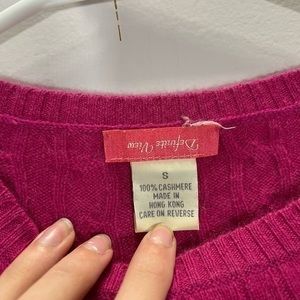 Definite View
S
100% CASHMERE
MADE IN
HONG KONG
CARE ON REVERSE